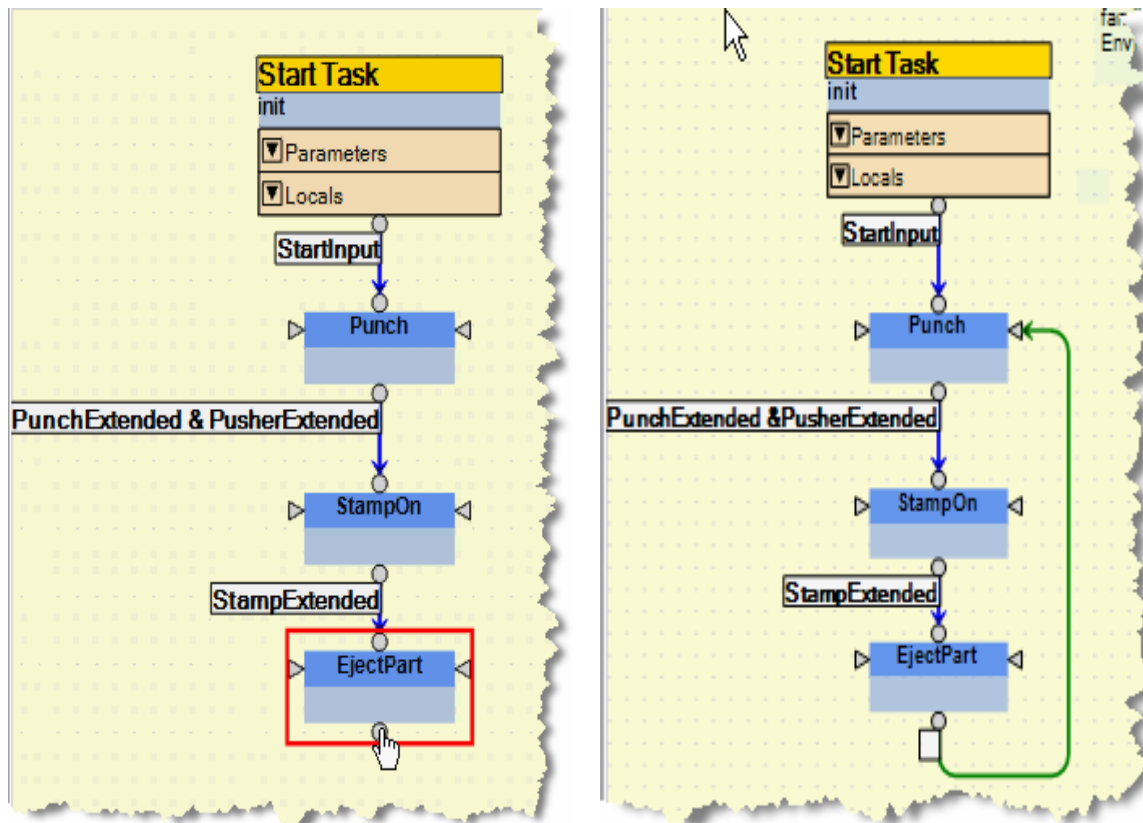 Start Task
init
Parameters
Locals
StartInput
Punch
PunchExtended & PusherExtended
StampOn
StampExtended
EjectPart
Env
Start Task
init
Parameters
Locals
StartInput
Punch
PunchExtended &PusherExtended
StampOn
StampExtended
EjectPart